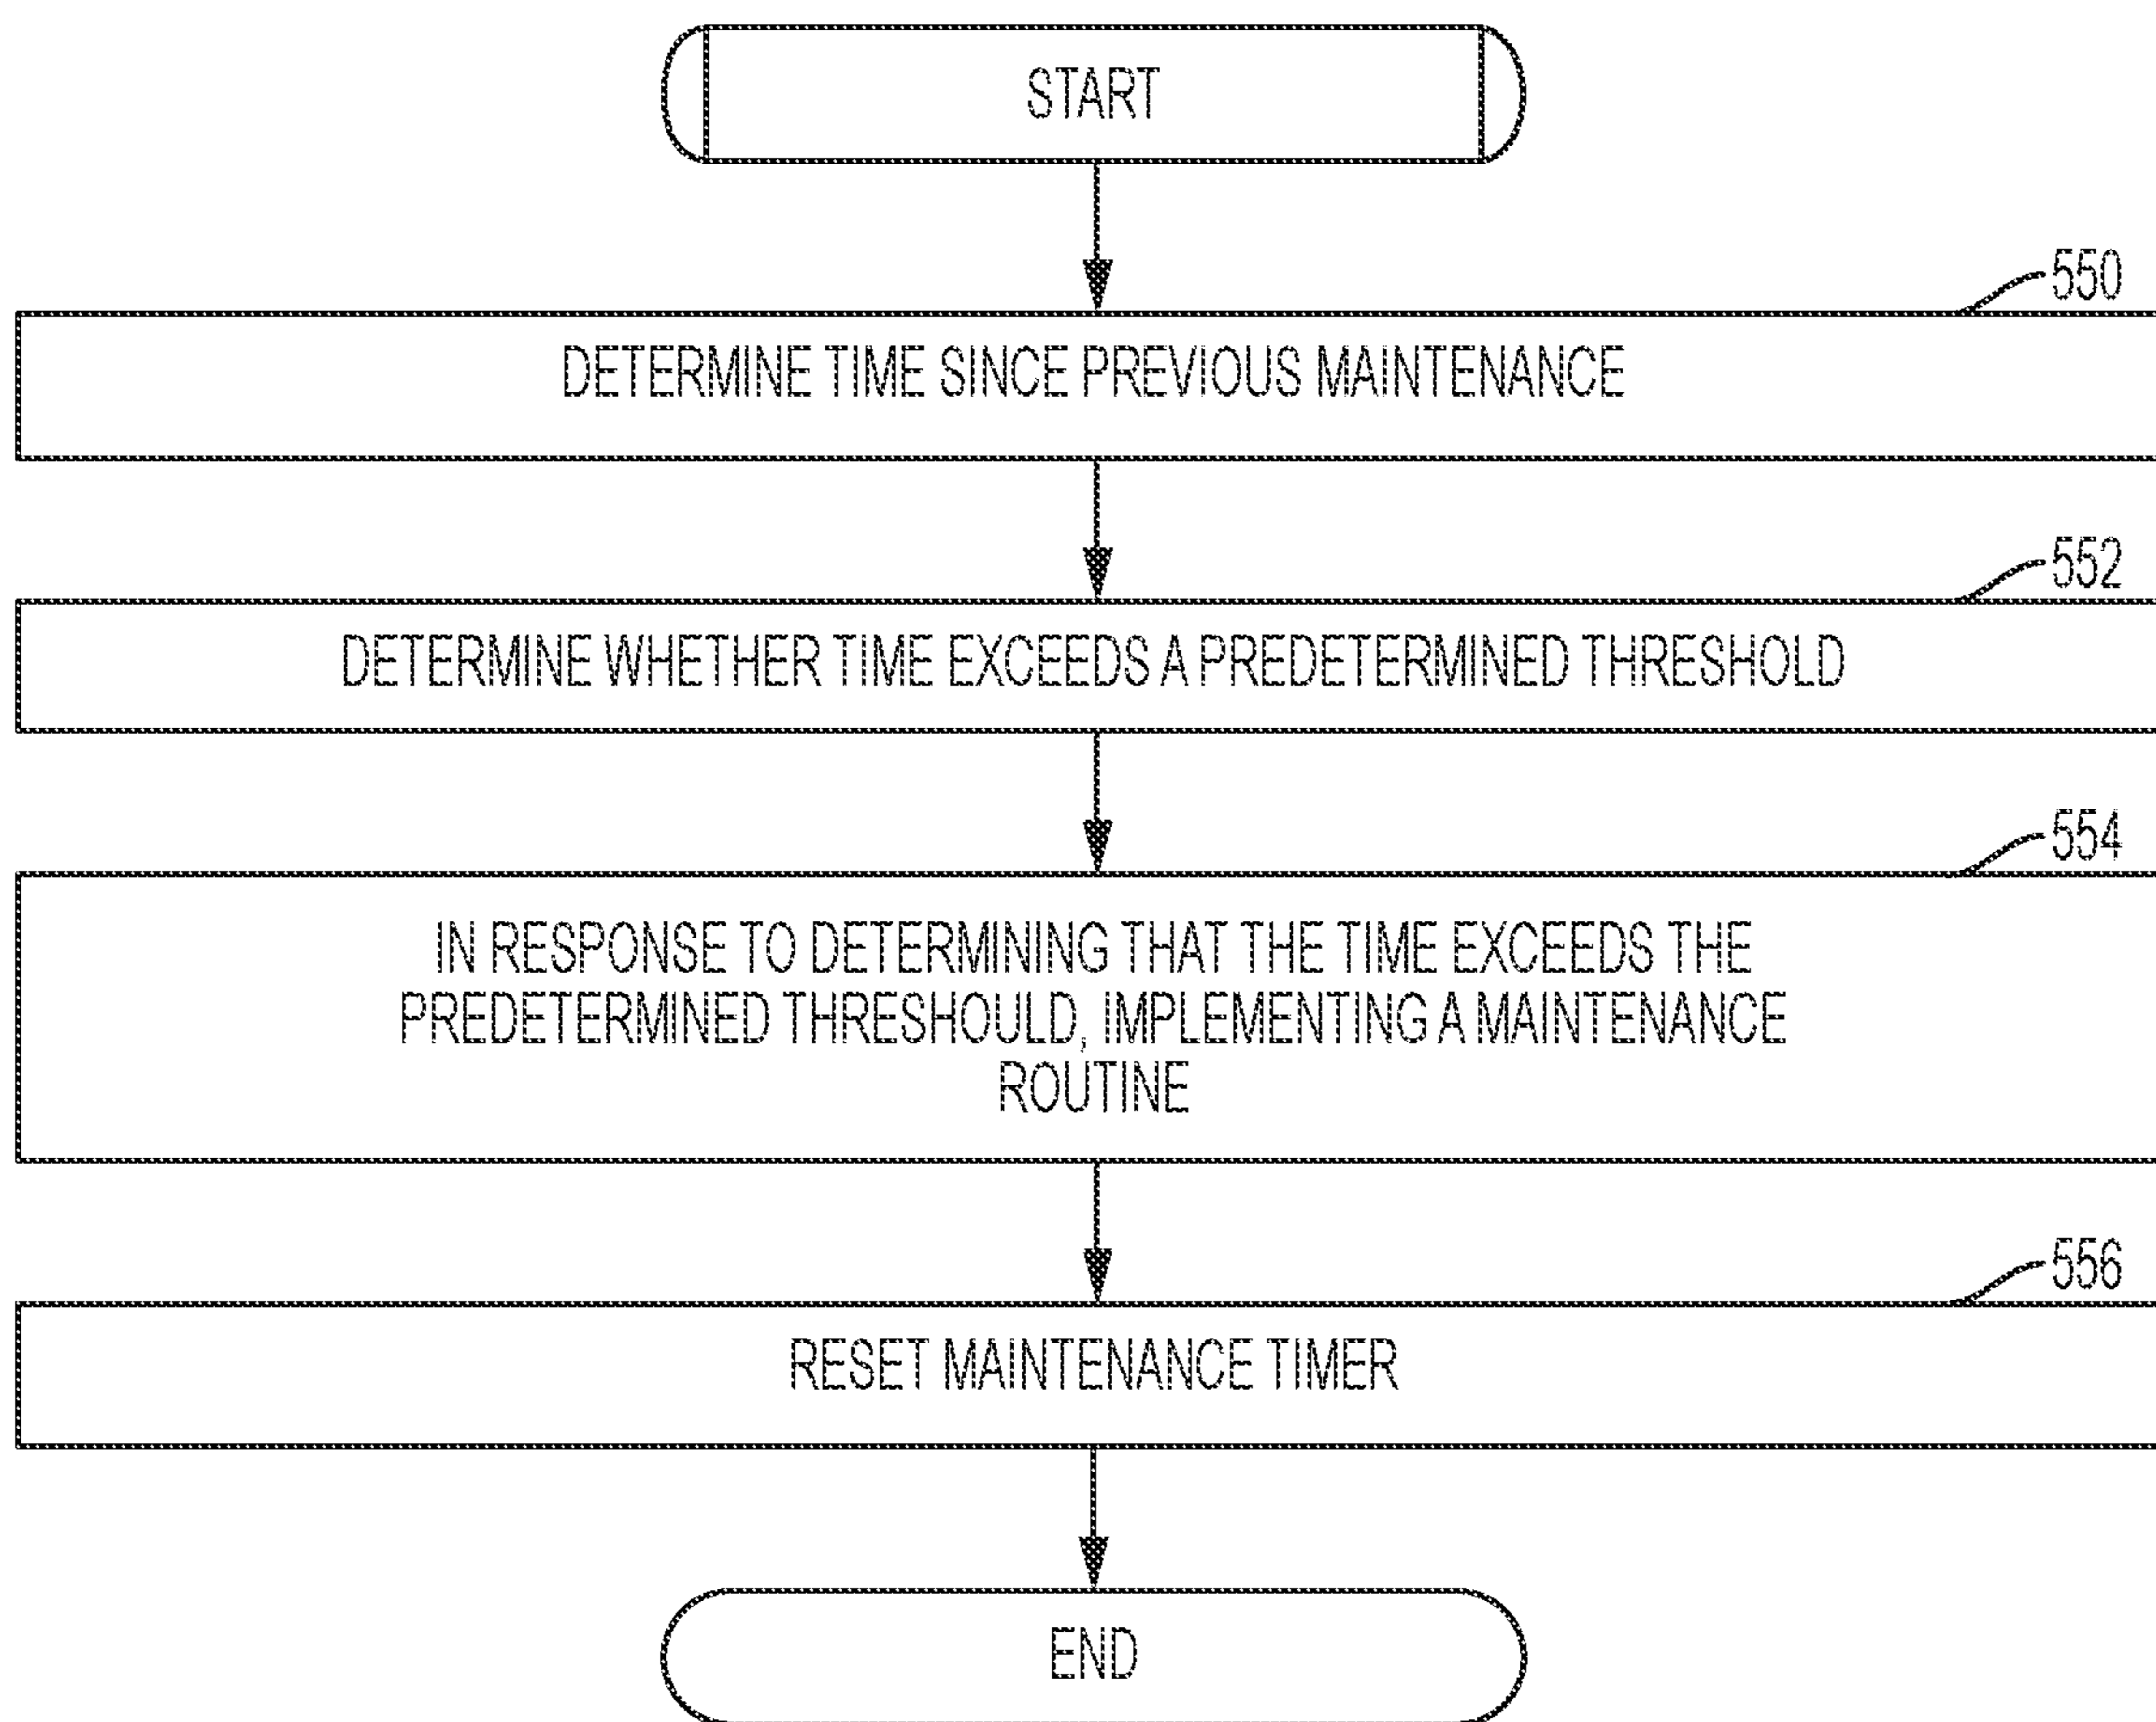 START
550
DETERMINE TIME SINCE PREVIOUS MAINTENANCE
552
DETERMINE WHETHER TIME EXCEEDS A PREDETERMINED THRESHOLD
554
IN RESPONSE TO DETERMINING THAT THE TIME EXCEEDS THE
PREDETERMINED THRESHOULD, IMPLEMENTING A MAINTENANCE
ROUTINE
556
RESET MAINTENANCE TIMER
END